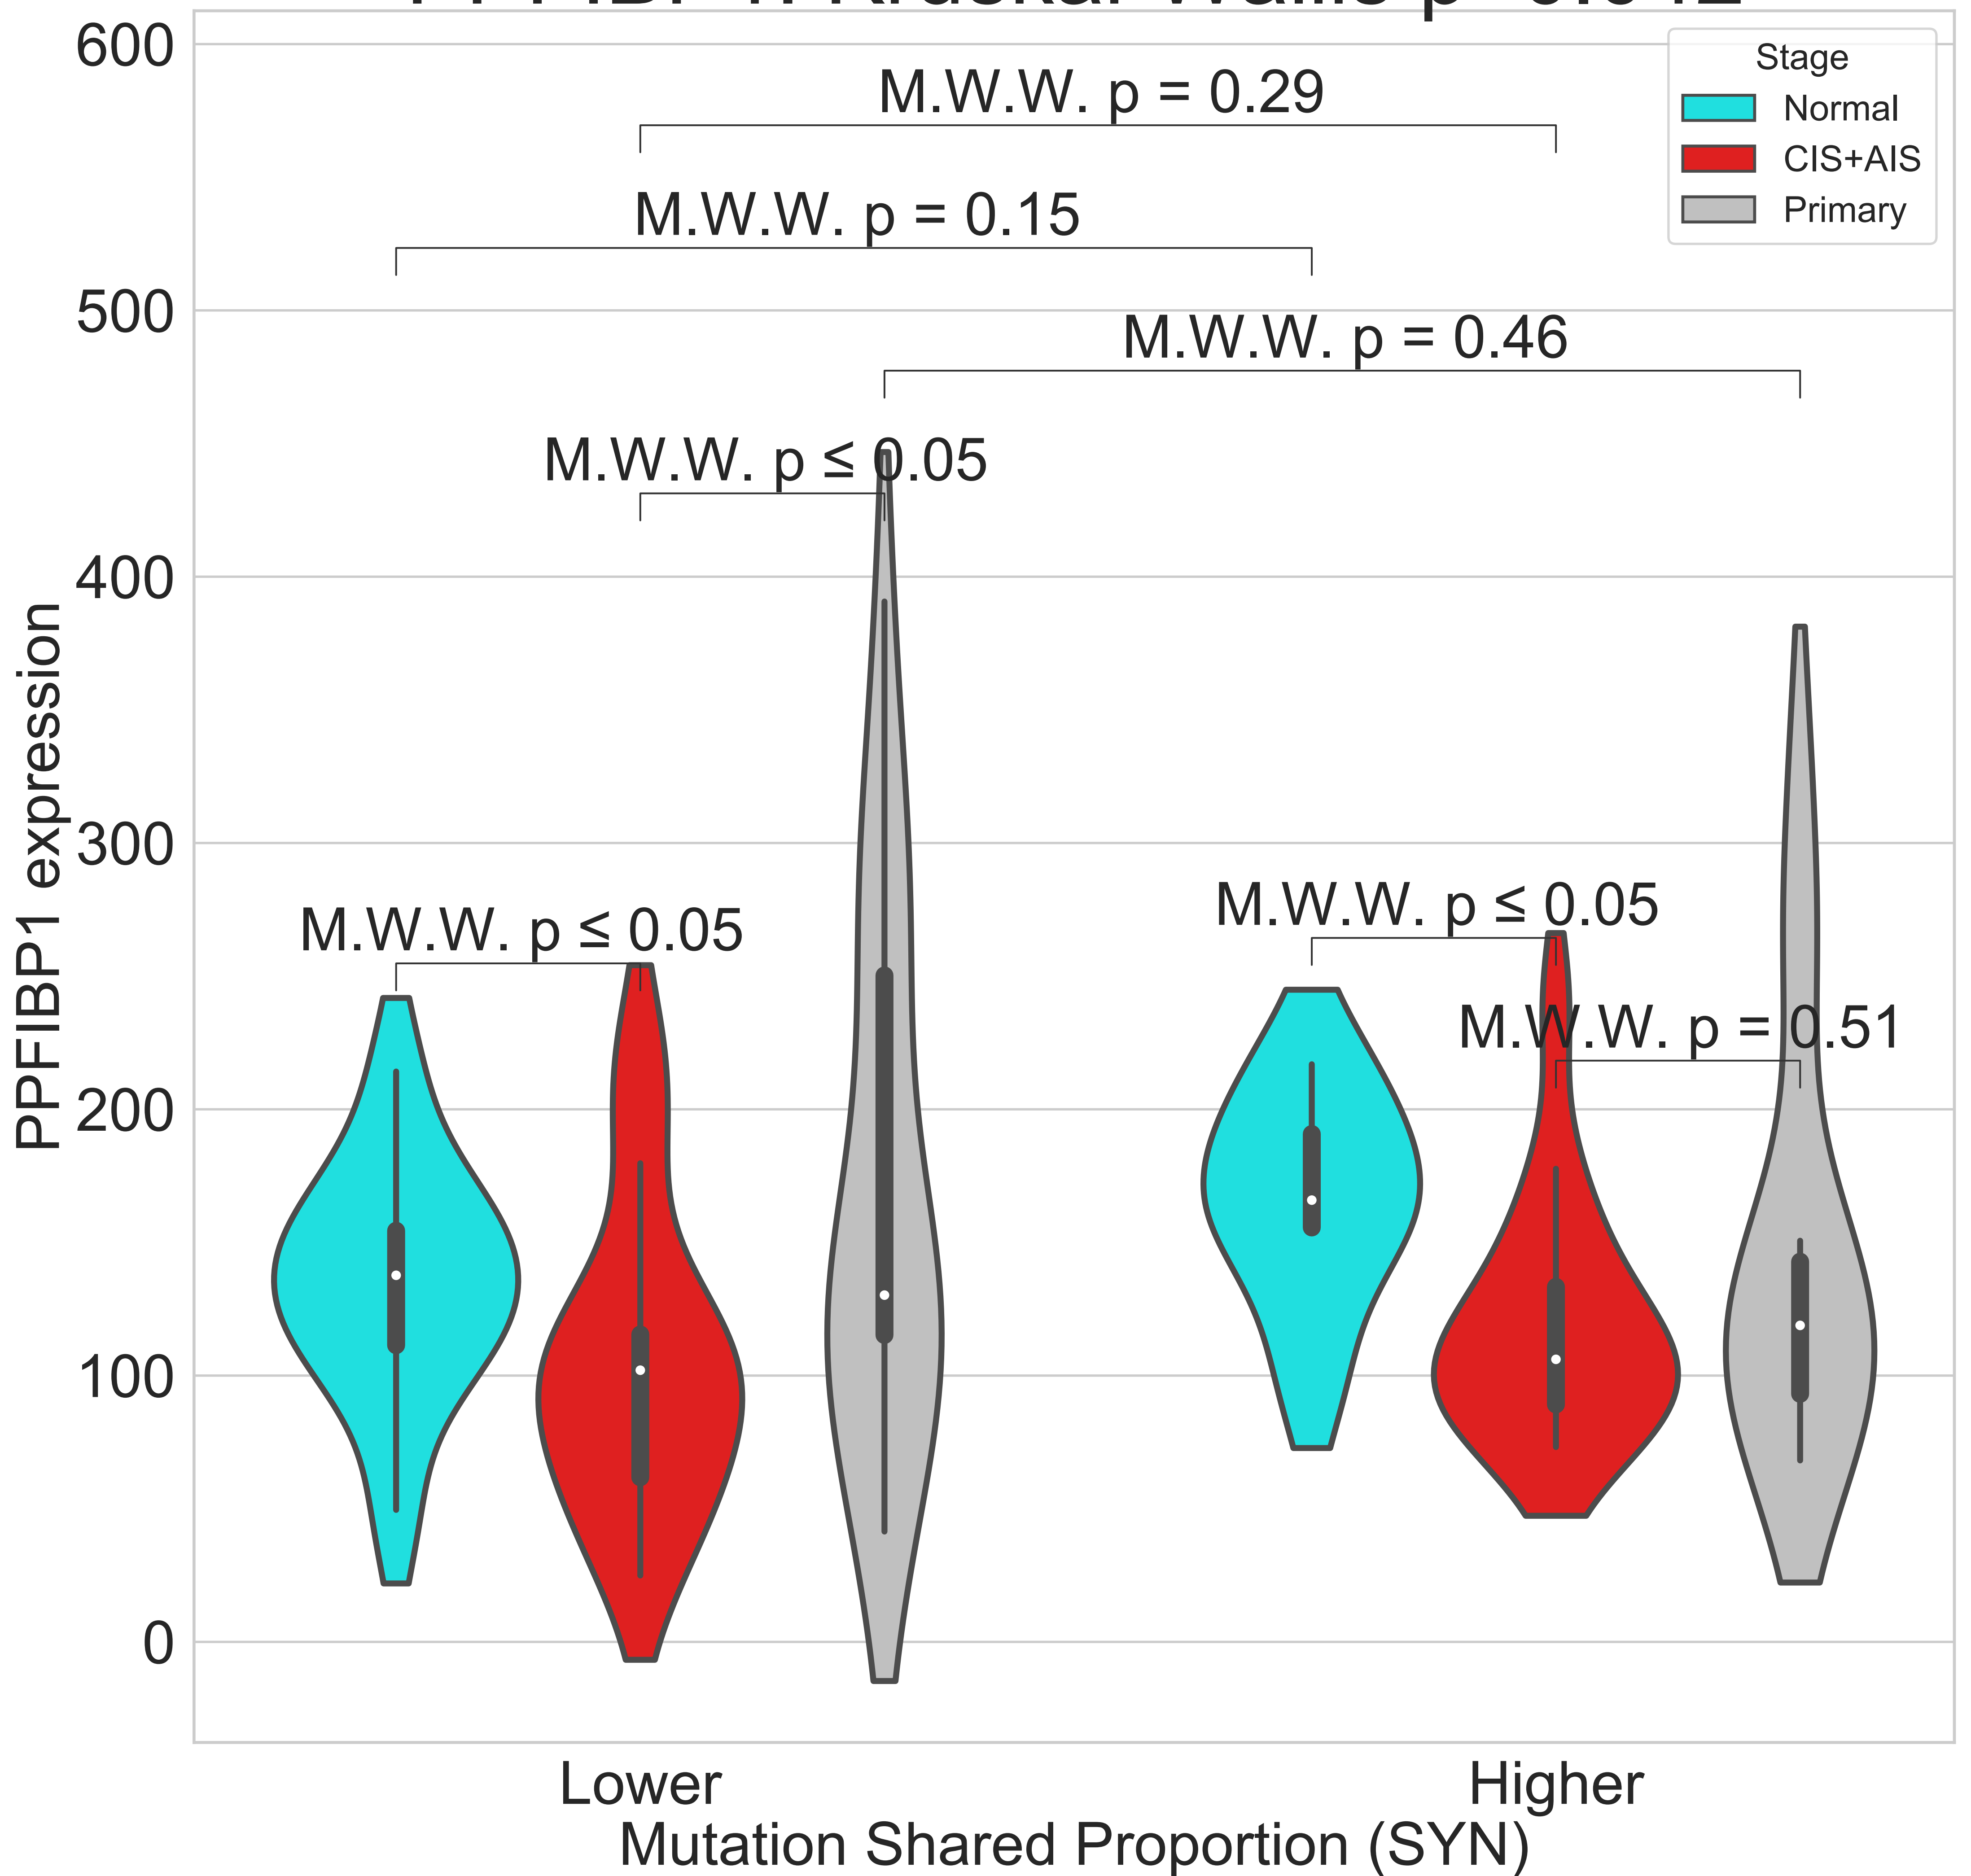 600
500
400
300
200
100
0
PPFIBP1 expression
Stage
Normal
CIS+AIS
Primary
M.W.W. p = 0.29
M.W.W. p = 0.15
M.W.W. p = 0.46
M.W.W. p ≤ 0.05
M.W.W. p ≤ 0.05
M.W.W. p ≤ 0.05
M.W.W. p = 0.51
Lower
Higher
Mutation Shared Proportion (SYN)